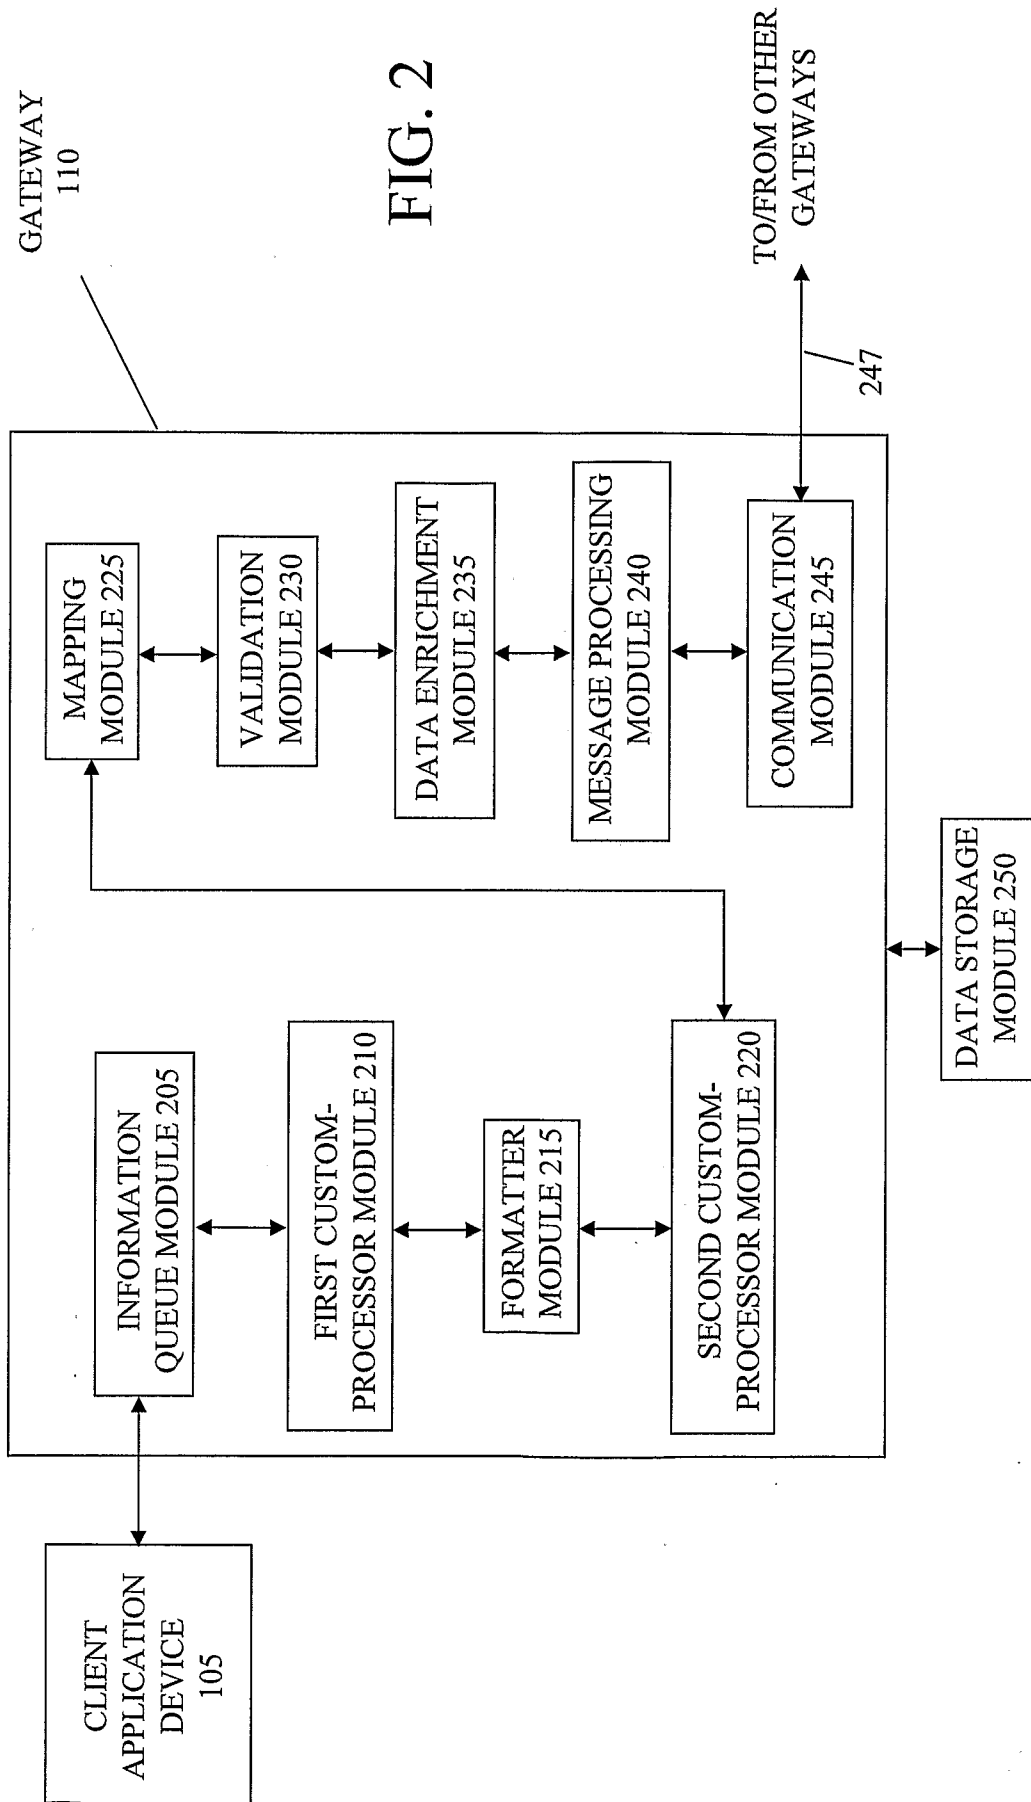 GATEWAY
110
FIG. 2
CLIENT
APPLICATION
DEVICE
105
INFORMATION
QUEUE MODULE 205
FIRST CUSTOM-
PROCESSOR MODULE 210
FORMATTER
MODULE 215
SECOND CUSTOM-
PROCESSOR MODULE 220
MAPPING
MODULE 225
VALIDATION
MODULE 230
DATA ENRICHMENT
MODULE 235
MESSAGE PROCESSING
MODULE 240
COMMUNICATION
MODULE 245
247
TO/FROM OTHER
GATEWAYS
DATA STORAGE
MODULE 250